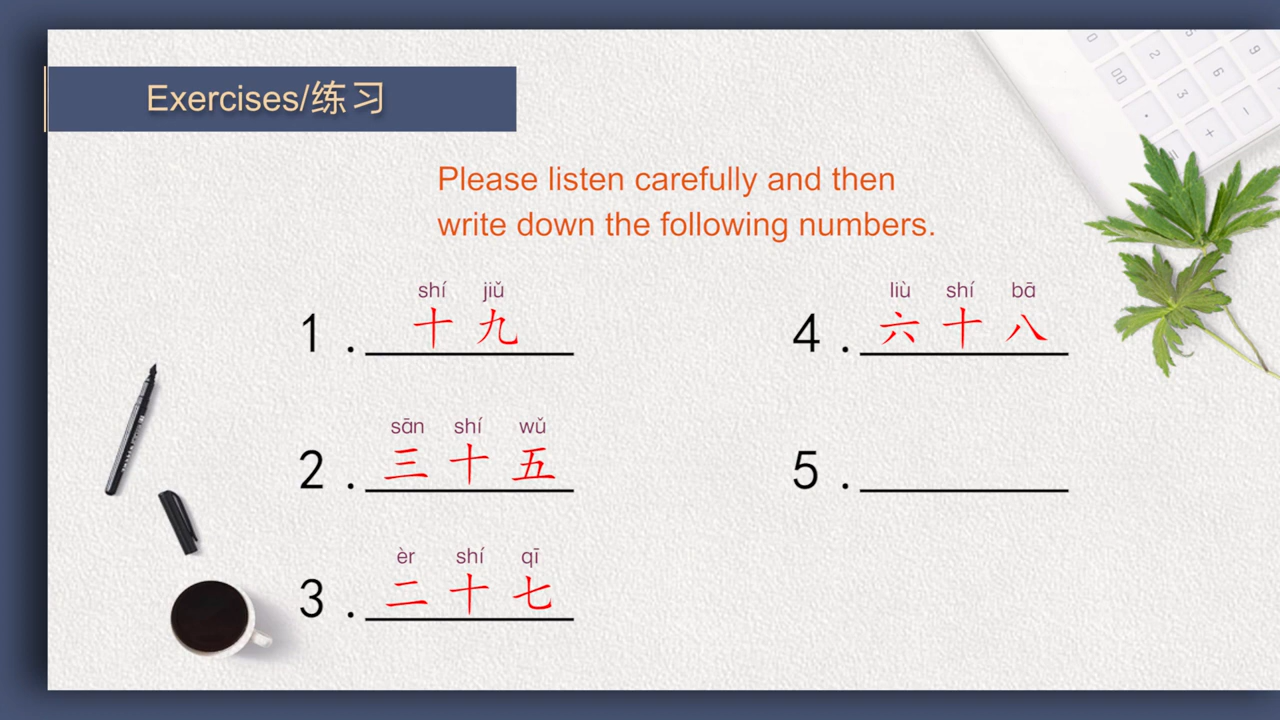 Exercises/练习
Please listen carefully and then
write down the following numbers.
shí jiǔ
1. 十九
sān shí wǔ
2. 三十五
èr shí qī
3. 二十七
liù shí bā
4. 六十八
5.